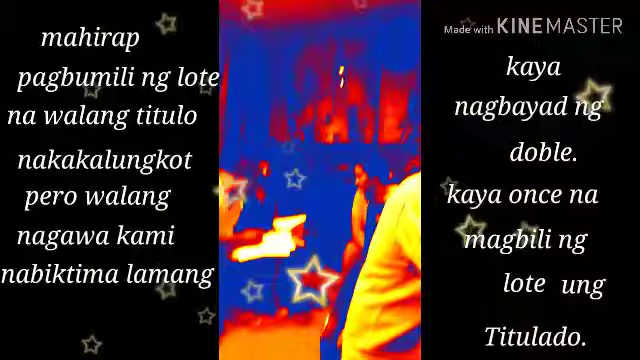 mahirap
pagbumili ng lote
na walang titulo
nakakalungkot
pero walang
nagawa kami
nabiktima lamang
Made with KINEMASTER
kaya
nagbayad ng
doble.
kaya once na
magbili ng
lote ung
Titulado.